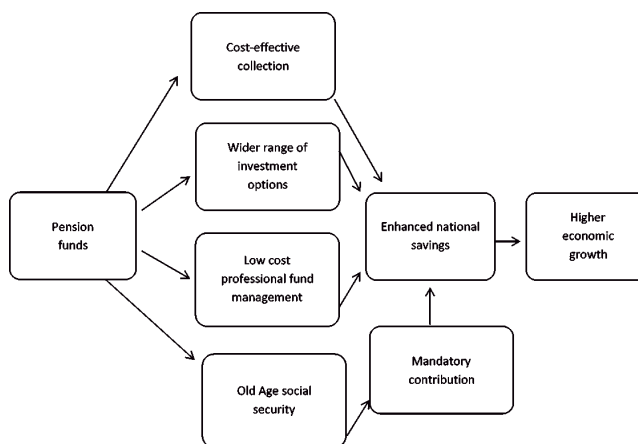 Cost-effective
collection
Wider range of
investment
options
Pension
funds
Low cost
professional fund
management
Old Age social
security
Enhanced national
savings
Mandatory
contribution
Higher
economic
growth